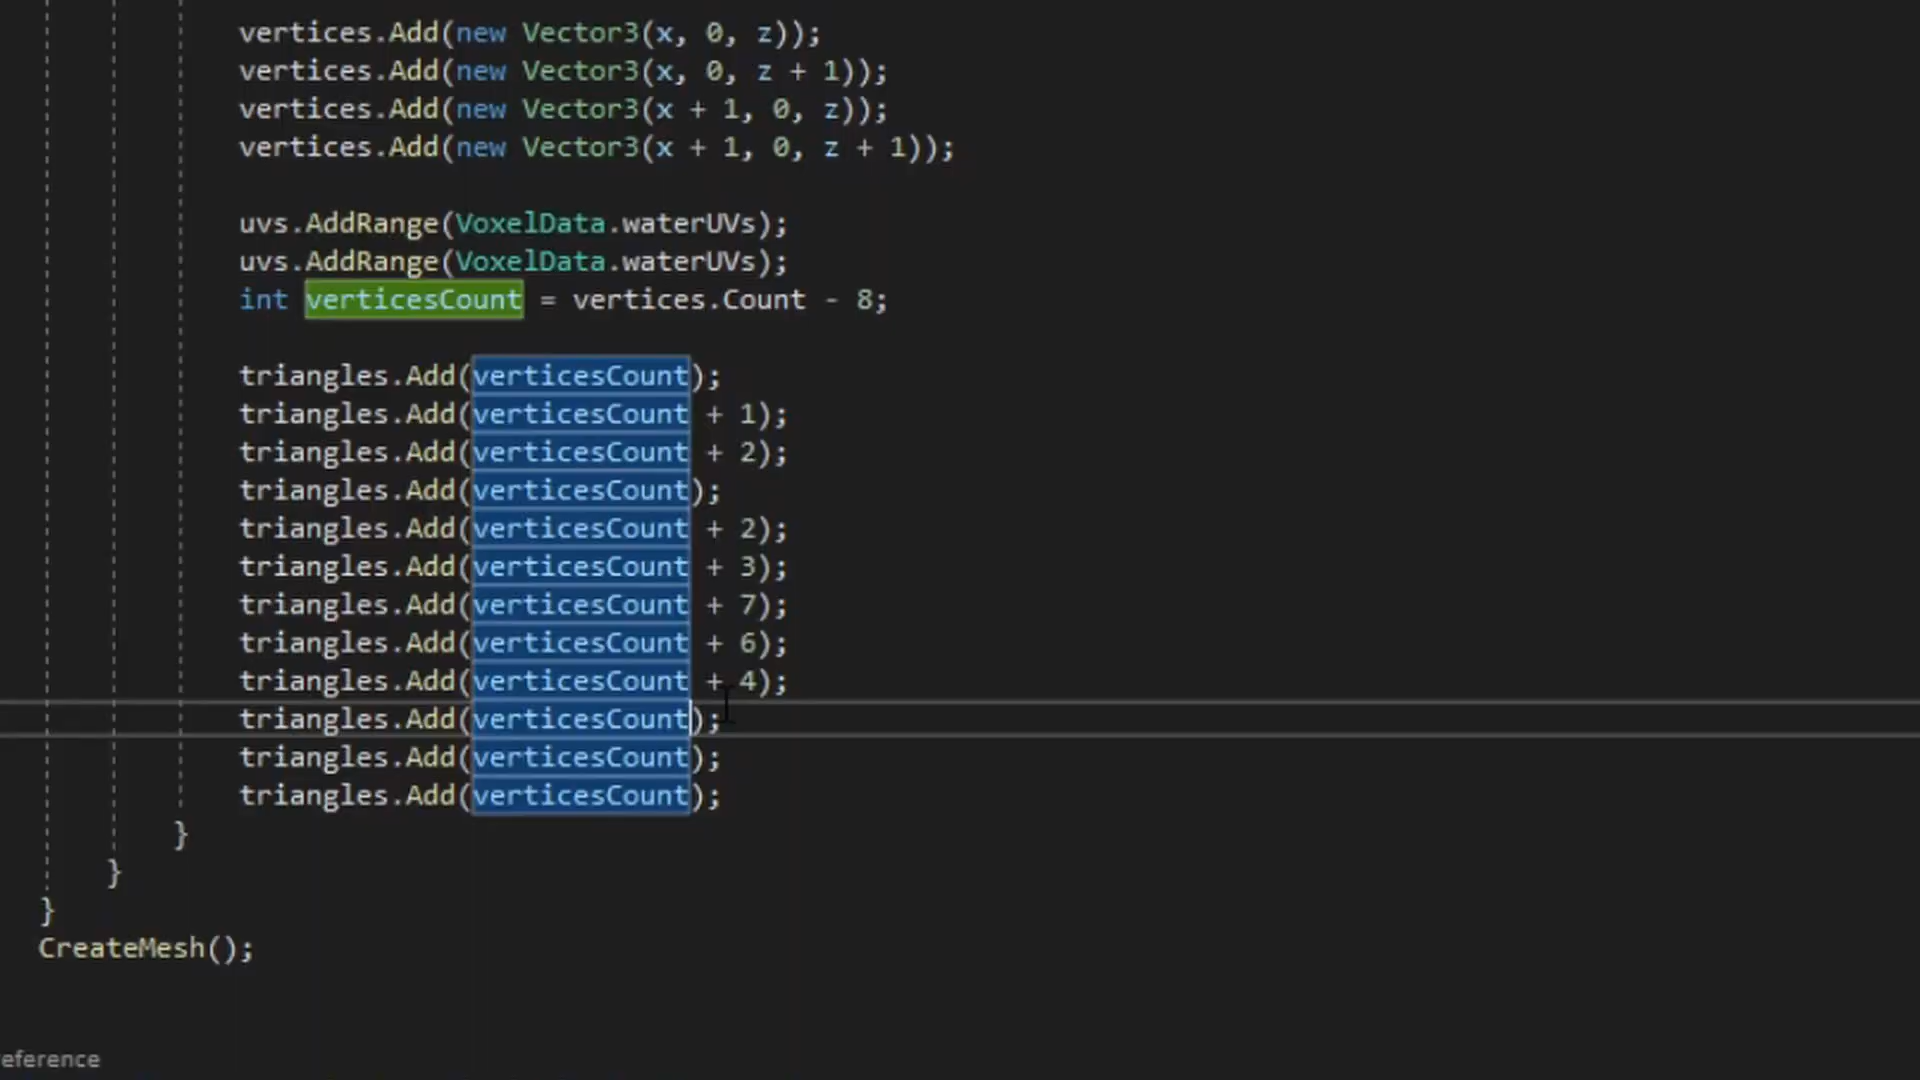 vertices.Add(new Vector3(x, 0, z));
vertices.Add(new Vector3(x, 0, z + 1));
vertices.Add(new Vector3(x + 1, 0, z));
vertices.Add(new Vector3(x + 1, 0, z + 1));
uvs.AddRange(VoxelData.waterUVs);
uvs.AddRange(VoxelData.waterUVs);
int verticesCount = vertices.Count - 8;
triangles.Add(verticesCount);
triangles.Add(verticesCount + 1);
triangles.Add(verticesCount + 2);
triangles.Add(verticesCount);
triangles.Add(verticesCount + 2);
triangles.Add(verticesCount + 3);
triangles.Add(verticesCount + 7);
triangles.Add(verticesCount + 6);
triangles.Add(verticesCount + 4);
triangles.Add(verticesCount);
triangles.Add(verticesCount);
triangles.Add(verticesCount);
}
}
}
CreateMesh();
eference